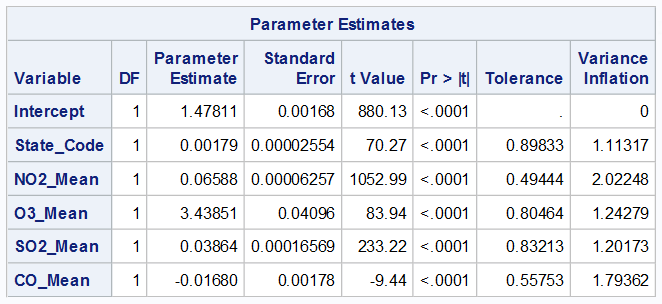 Parameter Estimates
Variable DF Parameter Estimate Standard Error t Value Pr > |t| Tolerance Variance Inflation
Intercept 1 1.47811 0.00168 880.13 <.0001 . 0
State_Code 1 0.00179 0.00002554 70.27 <.0001 0.89833 1.11317
NO2_Mean 1 0.06588 0.00006257 1052.99 <.0001 0.49444 2.02248
O3_Mean 1 3.43851 0.04096 83.94 <.0001 0.80464 1.24279
SO2_Mean 1 0.03864 0.00016569 233.22 <.0001 0.83213 1.20173
CO_Mean 1 -0.01680 0.00178 -9.44 <.0001 0.55753 1.79362